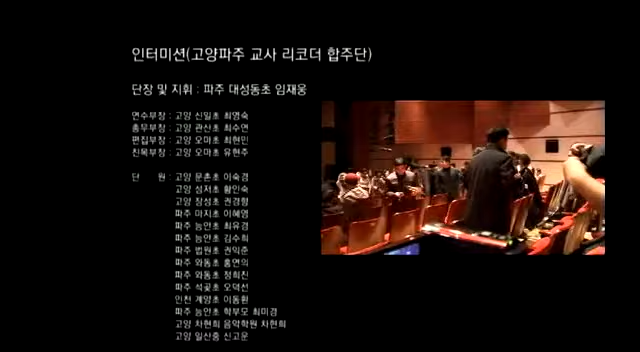 인터미션(고양파주 교사 리코더 합주단)
단장 및 지휘 : 파주 대성동초 임재웅
연수부장 : 고양 신일초 최영숙
총무부장 : 고양 관산초 최수연
편집부장 : 고양 오마초 최현민
친목부장 : 고양 오마초 유현주
단 원 : 고양 문촌초 이숙경
고양 성저초 황인숙
고양 장성초 권경향
파주 마지초 이혜영
파주 능안초 최유경
파주 능안초 김수희
파주 법원초 권익준
파주 와동초 홍연의
파주 와동초 정희진
파주 석곶초 오덕선
인천 계양초 이동환
파주 능안초 학부모 최미경
고양 차현희 음악학원 차현희
고양 일산중 신고운